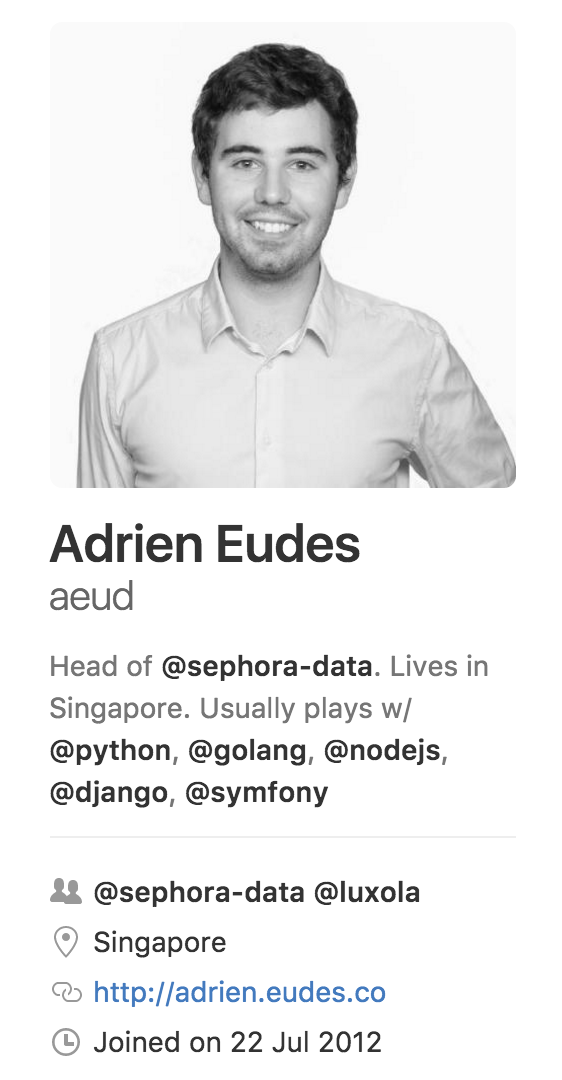 Adrien Eudes
aeud
Head of @sephora-data. Lives in
Singapore. Usually plays w/
@python, @golang, @nodejs,
@django, @symfony
@sephora-data @luxola
Singapore
http://adrien.eudes.co
Joined on 22 Jul 2012